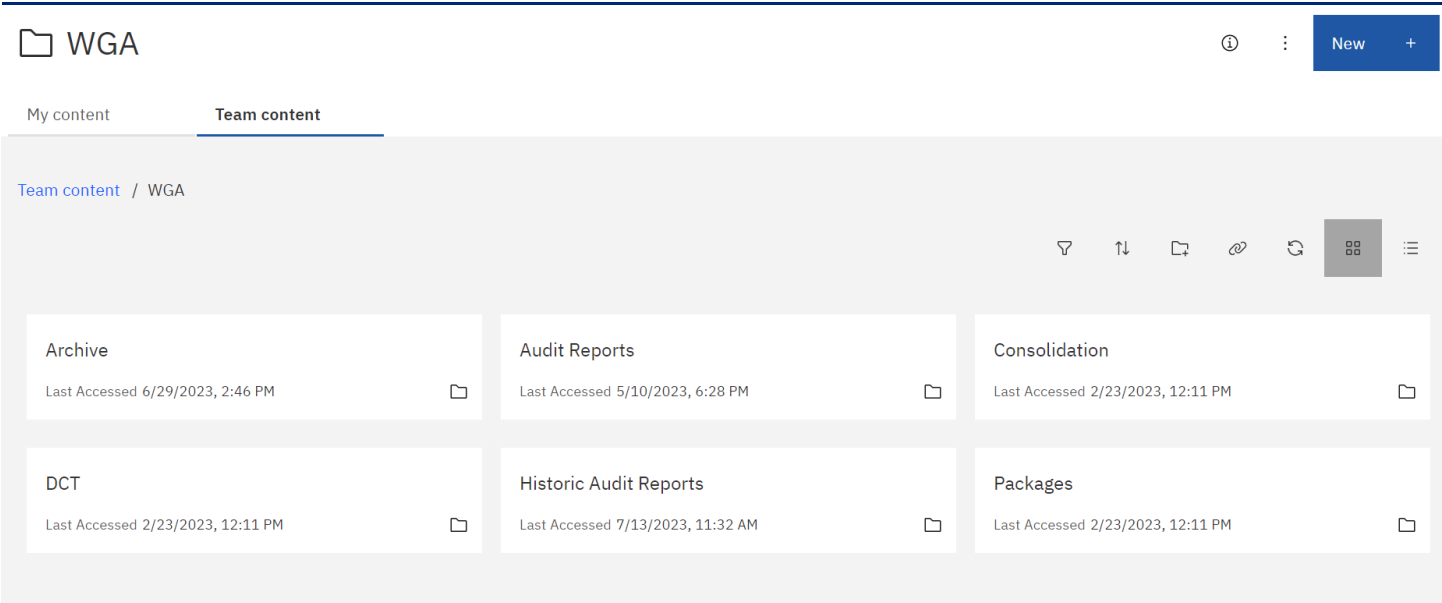 WGA
New +
My content Team content
Team content / WGA
Archive Audit Reports Consolidation
Last Accessed 6/29/2023, 2:46 PM Last Accessed 5/10/2023, 6:28 PM Last Accessed 2/23/2023, 12:11 PM
DCT Historic Audit Reports Packages
Last Accessed 2/23/2023, 12:11 PM Last Accessed 7/13/2023, 11:32 AM Last Accessed 2/23/2023, 12:11 PM